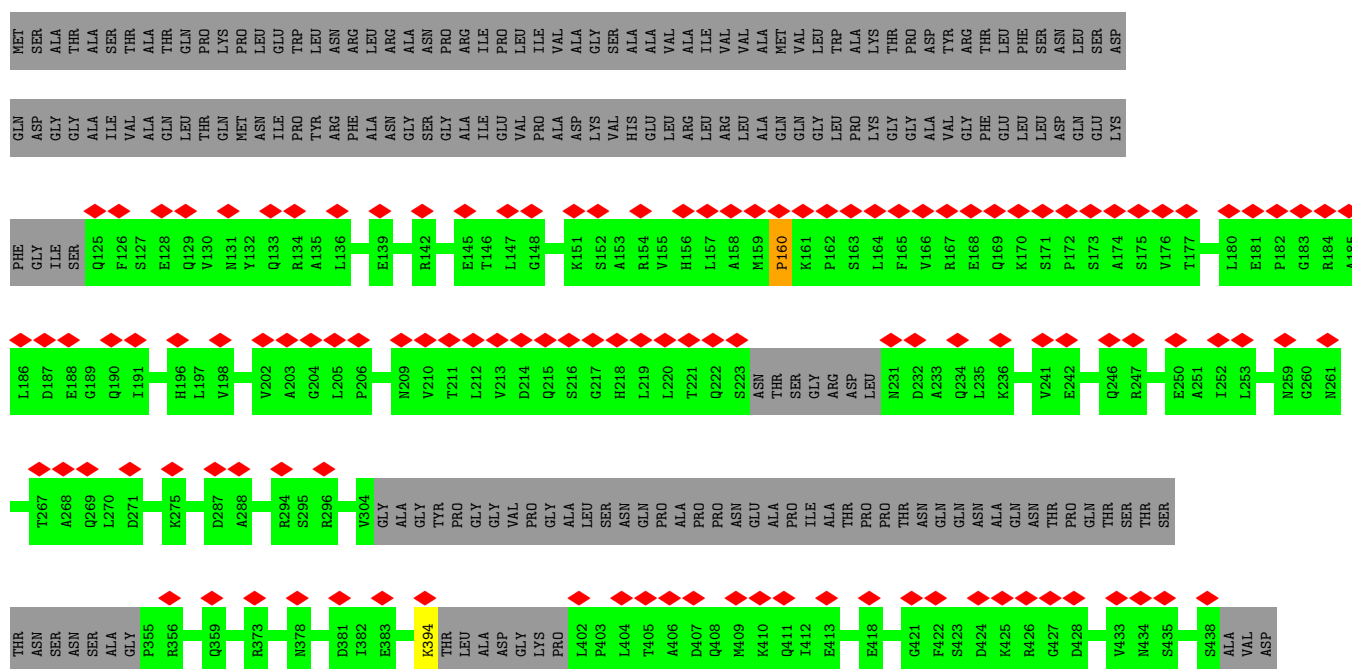 MET SER ALA THR ALA SER THR ALA THR GLN PRO LYS PRO LEU GLU TRP LEU ASN ARG LEU ARG ALA ASN PRO ARG ILE PRO LEU ILE VAL ALA GLY SER ALA ALA VAL ALA ILE VAL VAL ALA MET VAL LEU TRP ALA LYS THR PRO ASP TYR ARG THR LEU PHE SER ASN LEU SER ASP
GLN ASP GLY GLY ALA ILE VAL ALA GLN LEU THR GLN MET ASN ILE PRO TYR ARG PHE ALA ASN GLY SER GLY ALA ILE GLU VAL PRO ALA ASP LYS VAL HIS GLU LEU ARG LEU ARG LEU ALA GLN GLN GLY LEU PRO LYS GLY GLY ALA VAL GLY PHE GLU LEU LEU ASP GLN GLU LYS
PHE GLY ILE SER Q125 F126 S127 E128 Q129 V130 N131 Y132 Q133 R134 A135 L136 E139 R142 E145 T146 L147 G148 K151 S152 A153 R154 V155 H156 L157 A158 M159 P160 K161 P162 S163 L164 F165 V166 R167 E168 Q169 K170 S171 P172 S173 A174 S175 V176 T177 L180 E181 P182 G183 R184 A185
L186 D187 E188 G189 Q190 I191 H196 L197 V198 V202 A203 G204 L205 P206 N209 V210 T211 L212 V213 D214 Q215 S216 G217 H218 L219 L220 T221 Q222 S223 ASN THR SER GLY ARG ASP LEU N231 D232 A233 Q234 L235 K236 V241 E242 Q246 R247 E250 A251 I252 L253 N259 G260 N261
T267 A268 Q269 L270 D271 K275 D287 A288 R294 S295 R296 V304 GLY ALA GLY TYR PRO GLY GLY VAL PRO GLY ALA LEU SER ASN GLN PRO ALA PRO PRO ASN GLU ALA PRO ILE ALA THR PRO PRO THR ASN GLN GLN ASN ALA GLN ASN THR PRO GLN THR SER THR SER
THR ASN SER ASN SER ALA GLY P355 R356 Q359 R373 N378 D381 I382 E383 K394 THR LEU ALA ASP GLY LYS PRO L402 P403 L404 T405 A406 D407 Q408 M409 K410 Q411 I412 E413 E418 G421 F422 S423 D424 K425 R426 G427 D428 V433 N434 S435 S438 ALA VAL ASP